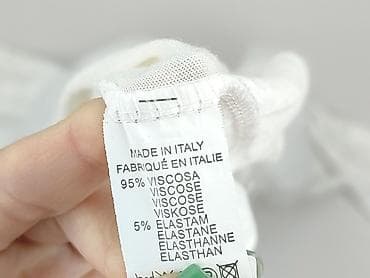 MADE IN ITALY
FABRIQUÉ EN ITALIE
95% VISCOSA
VISCOSE
VISCOSE
VISKOSE
5% ELASTAM
ELASTANE
ELASTHANNE
ELASTHAN